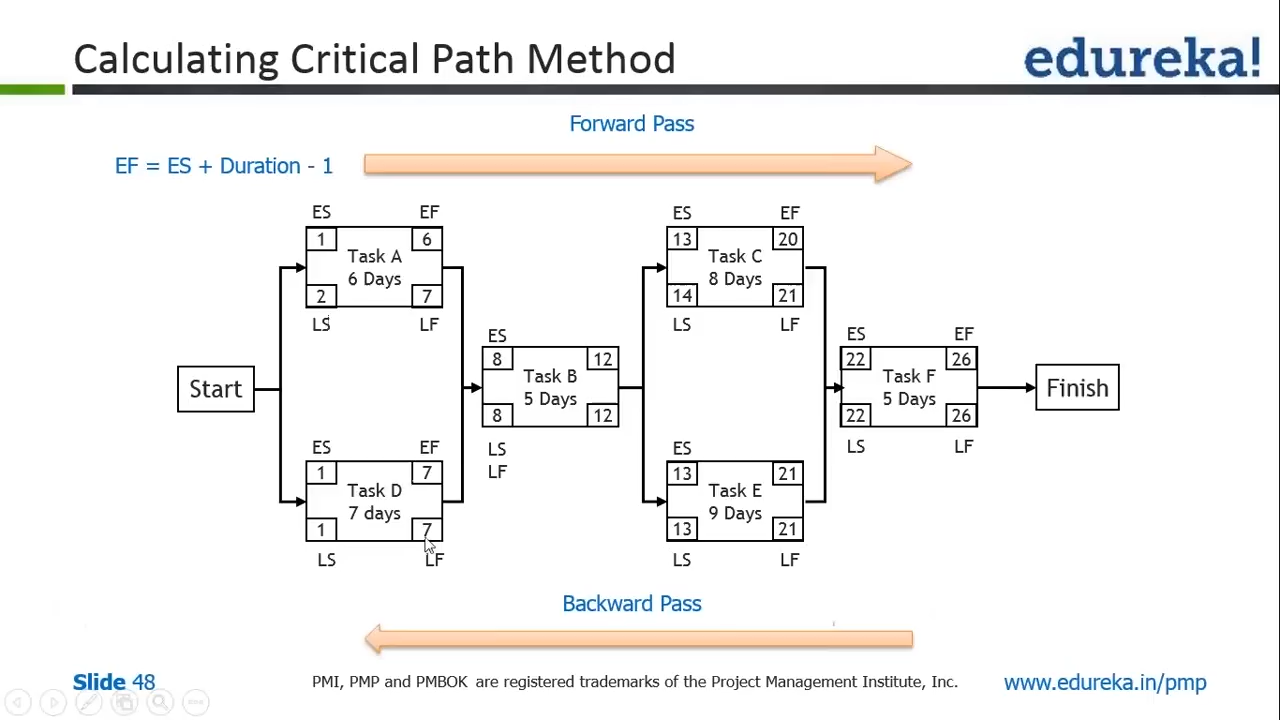 Calculating Critical Path Method
edureka!
Forward Pass
EF = ES + Duration - 1
ES EF
1 6
Task A
6 Days
2 7
LS LF
ES EF
13 20
Task C
8 Days
14 21
LS LF
Start
ES
8 12
Task B
5 Days
8 12
LS
LF
ES EF
22 26
Task F
5 Days
22 26
LS LF
Finish
ES EF
1 7
Task D
7 days
1 7
LS LF
ES
13 21
Task E
9 Days
13 21
LS LF
Backward Pass
Slide 48
PMI, PMP and PMBOK are registered trademarks of the Project Management Institute, Inc.
www.edureka.in/pmp